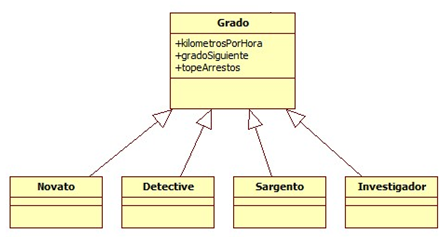 Grado
+kilometrosPorHora
+gradoSiguiente
+topeArrestos
Novato
Detective
Sargento
Investigador